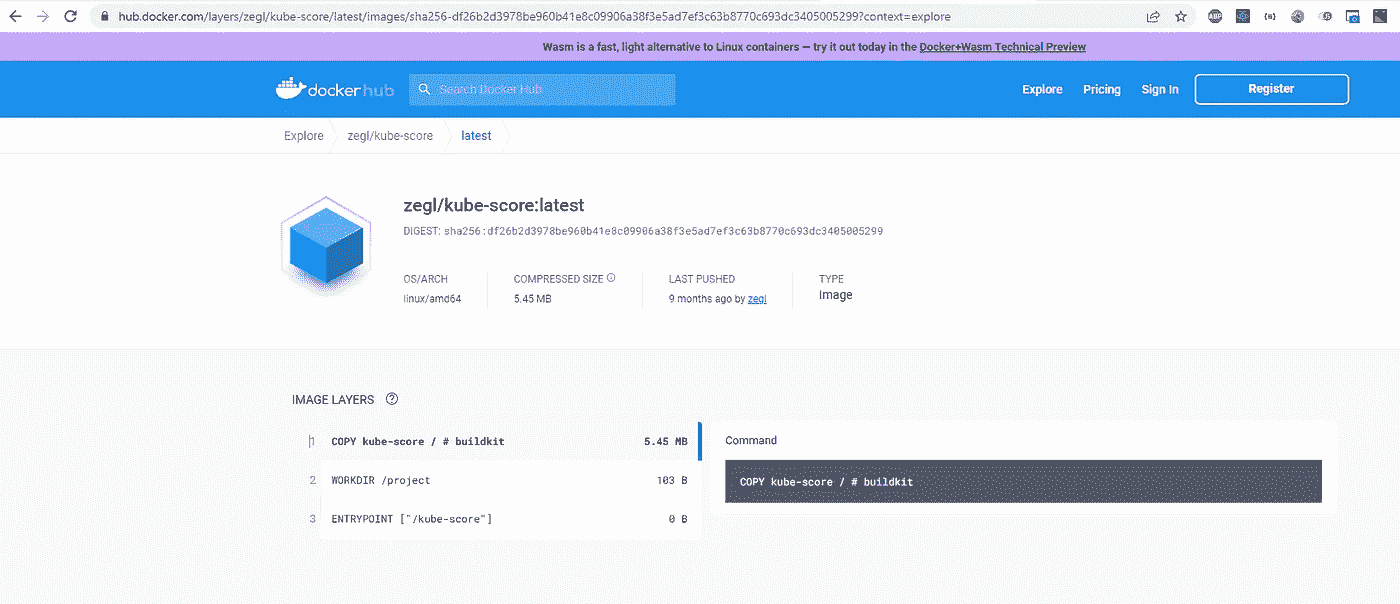 hub.docker.com/layers/zegl/kube-score/latest/images/sha256-df26b2d3978be960b41e8c09906a38f3e5ad7ef3c63b8770c693dc3405005299?context=explore
ABP
Wasm is a fast, light alternative to Linux containers — try it out today in the Docker+Wasm Technical Preview
docker hub
Search Docker Hub
Explore Pricing Sign In Register
Explore zegl/kube-score latest
zegl/kube-score:latest
DIGEST: sha256:df26b2d3978be960b41e8c09906a38f3e5ad7ef3c63b8770c693dc3405005299
OS/ARCH COMPRESSED SIZE LAST PUSHED TYPE
linux/amd64 5.45 MB 9 months ago by zegl Image
IMAGE LAYERS
1 COPY kube-score / # buildkit 5.45 MB
Command
2 WORKDIR /project 103 B
COPY kube-score / # buildkit
3 ENTRYPOINT ["/kube-score"] 0 B